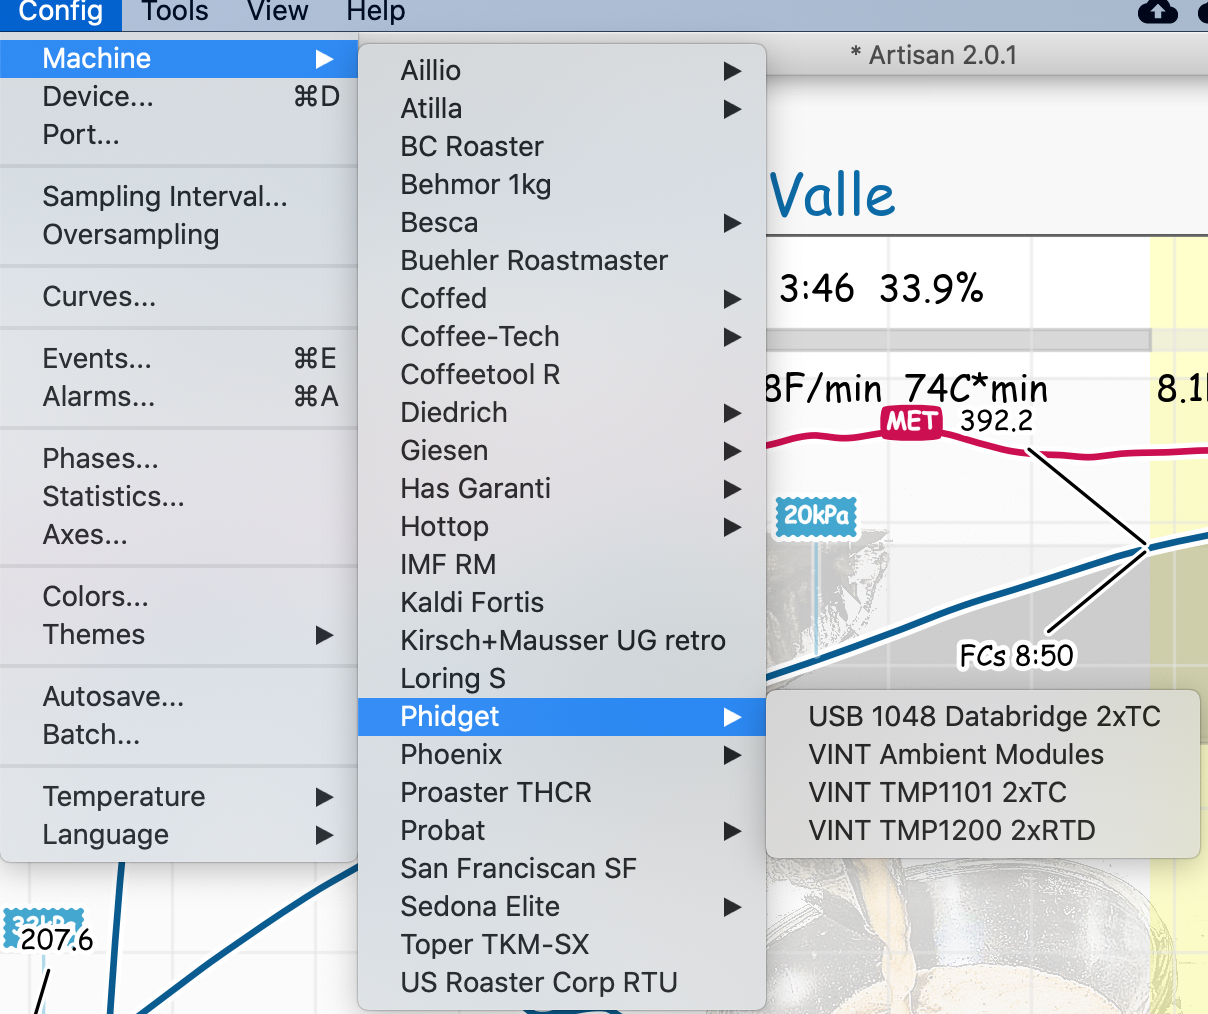 Config Tools View Help
* Artisan 2.0.1
Machine
Device... ⌘D
Port...
Sampling Interval...
Oversampling
Curves...
Events... ⌘E
Alarms... ⌘A
Phases...
Statistics...
Axes...
Colors...
Themes
Autosave...
Batch...
Temperature
Language
Aillio
Atilla
BC Roaster
Behmor 1kg
Besca
Buehler Roastmaster
Coffed
Coffee-Tech
Coffeetool R
Diedrich
Giesen
Has Garanti
Hottop
IMF RM
Kaldi Fortis
Kirsch+Mausser UG retro
Loring S
Phidget
Phoenix
Proaster THCR
Probat
San Franciscan SF
Sedona Elite
Toper TKM-SX
US Roaster Corp RTU
USB 1048 Databridge 2xTC
VINT Ambient Modules
VINT TMP1101 2xTC
VINT TMP1200 2xRTD
Valle
3:46 33.9%
8F/min 74C*min 8.1
MET 392.2
20kPa
FCs 8:50
207.6